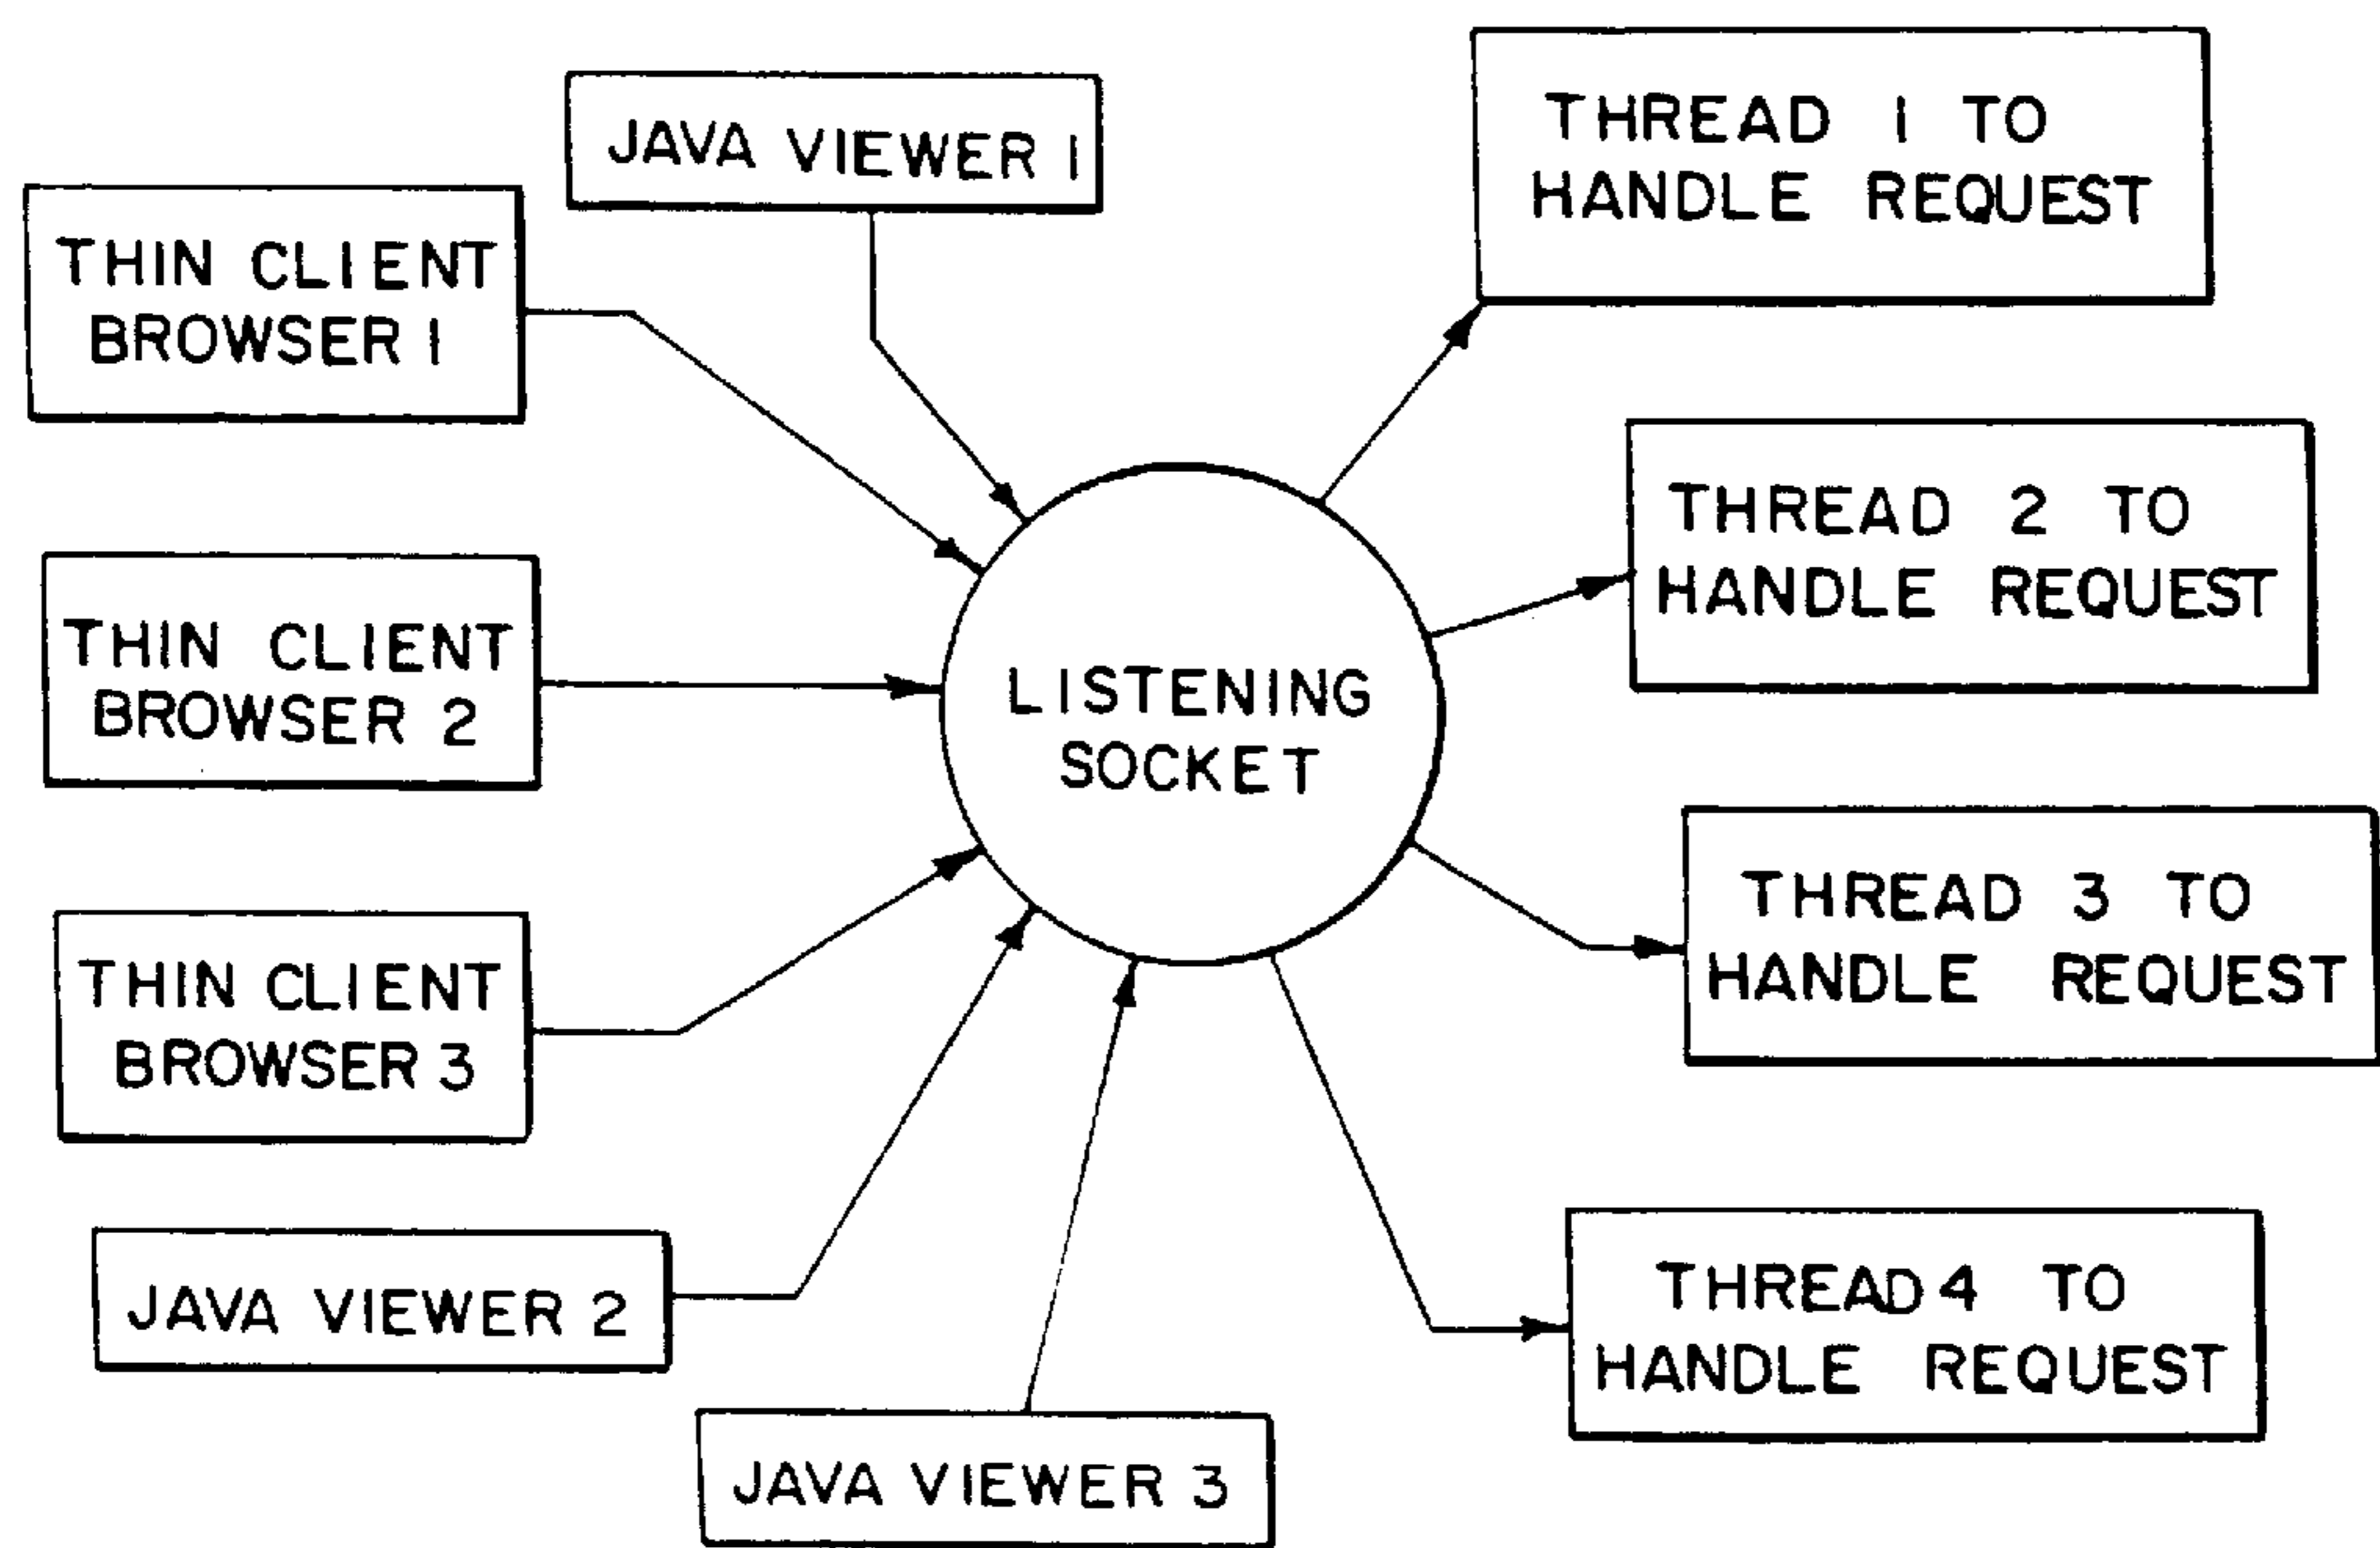 JAVA VIEWER 1
THIN CLIENT
BROWSER 1
THIN CLIENT
BROWSER 2
THIN CLIENT
BROWSER 3
JAVA VIEWER 2
JAVA VIEWER 3
LISTENING
SOCKET
THREAD 1 TO
HANDLE REQUEST
THREAD 2 TO
HANDLE REQUEST
THREAD 3 TO
HANDLE REQUEST
THREAD 4 TO
HANDLE REQUEST